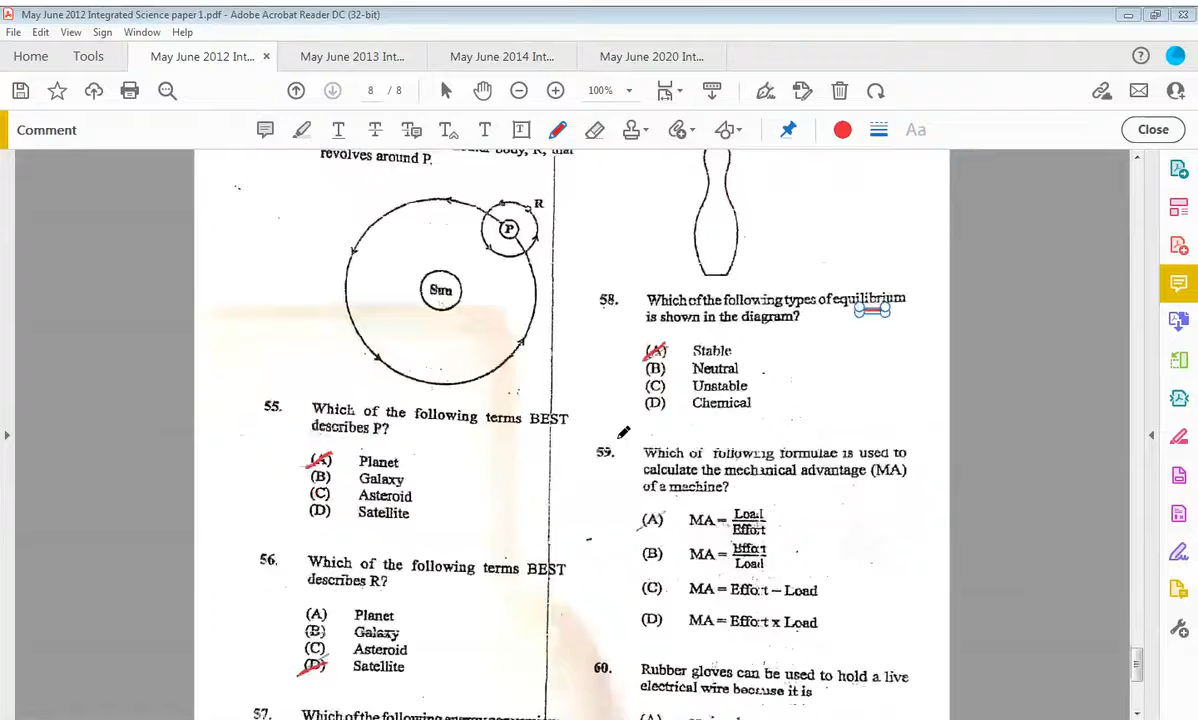 May June 2012 Integrated Science paper 1.pdf - Adobe Acrobat Reader DC (32-bit)
File Edit View Sign Window Help
Home Tools May June 2012 Int... × May June 2013 Int... May June 2014 Int... May June 2020 Int...
8 / 8 100%
Comment Close
revolves around P.
R
P
Sun
55. Which of the following terms BEST
describes P?
(A) Planet
(B) Galaxy
(C) Asteroid
(D) Satellite
56. Which of the following terms BEST
describes R?
(A) Planet
(B) Galaxy
(C) Asteroid
(D) Satellite
57. Which of the following energy
58. Which of the following types of equilibrium
is shown in the diagram?
(A) Stable
(B) Neutral
(C) Unstable
(D) Chemical
59. Which of following formulae is used to
calculate the mechanical advantage (MA)
of a machine?
(A) MA = Load
Effort
(B) MA = Effort
Load
(C) MA = Effort – Load
(D) MA = Effort x Load
60. Rubber gloves can be used to hold a live
electrical wire because it is